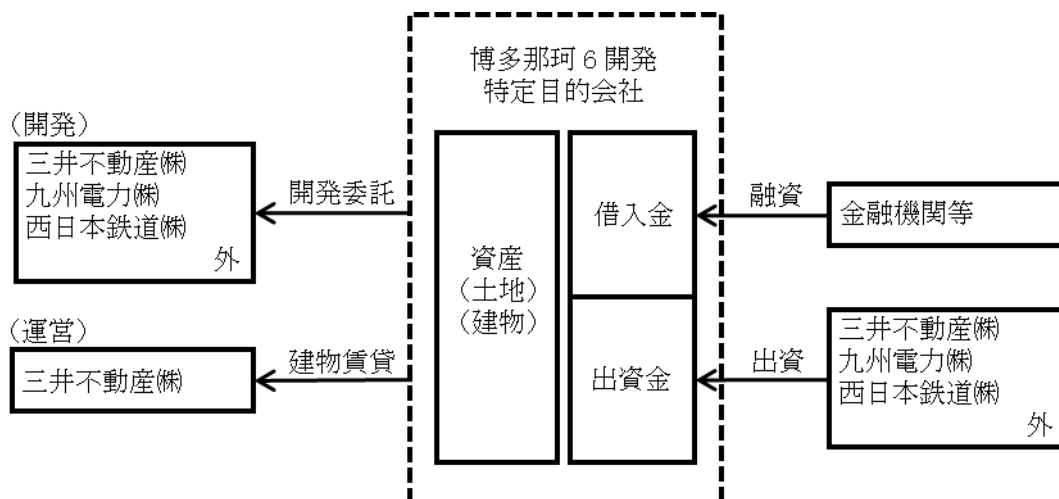 博多那珂6開発
特定目的会社
（開発）
三井不動産㈱
九州電力㈱
西日本鉄道㈱
外
開発委託
（運営）
三井不動産㈱
建物賃貸
資産
（土地）
（建物）
借入金
出資金
融資
金融機関等
出資
三井不動産㈱
九州電力㈱
西日本鉄道㈱
外